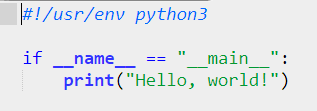 #!/usr/env python3

if __name__ == "__main__":
    print("Hello, world!")